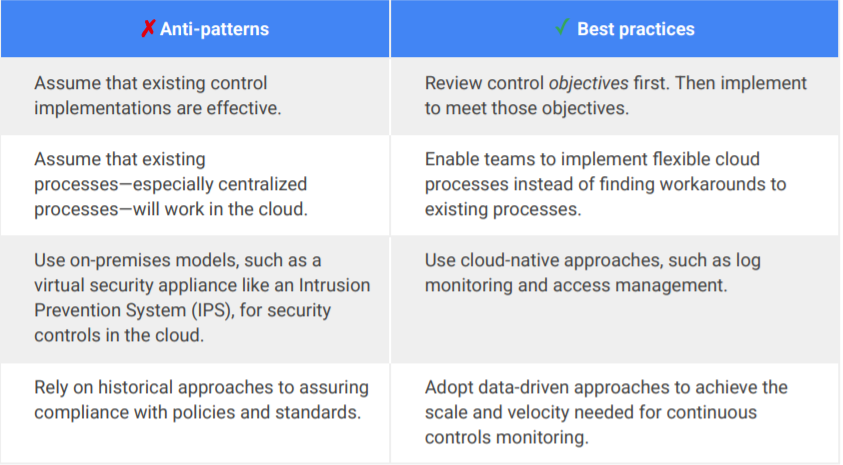 ✗ Anti-patterns
✓ Best practices
Assume that existing control
implementations are effective.
Review control objectives first. Then implement
to meet those objectives.
Assume that existing
processes—especially centralized
processes—will work in the cloud.
Enable teams to implement flexible cloud
processes instead of finding workarounds to
existing processes.
Use on-premises models, such as a
virtual security appliance like an Intrusion
Prevention System (IPS), for security
controls in the cloud.
Use cloud-native approaches, such as log
monitoring and access management.
Rely on historical approaches to assuring
compliance with policies and standards.
Adopt data-driven approaches to achieve the
scale and velocity needed for continuous
controls monitoring.